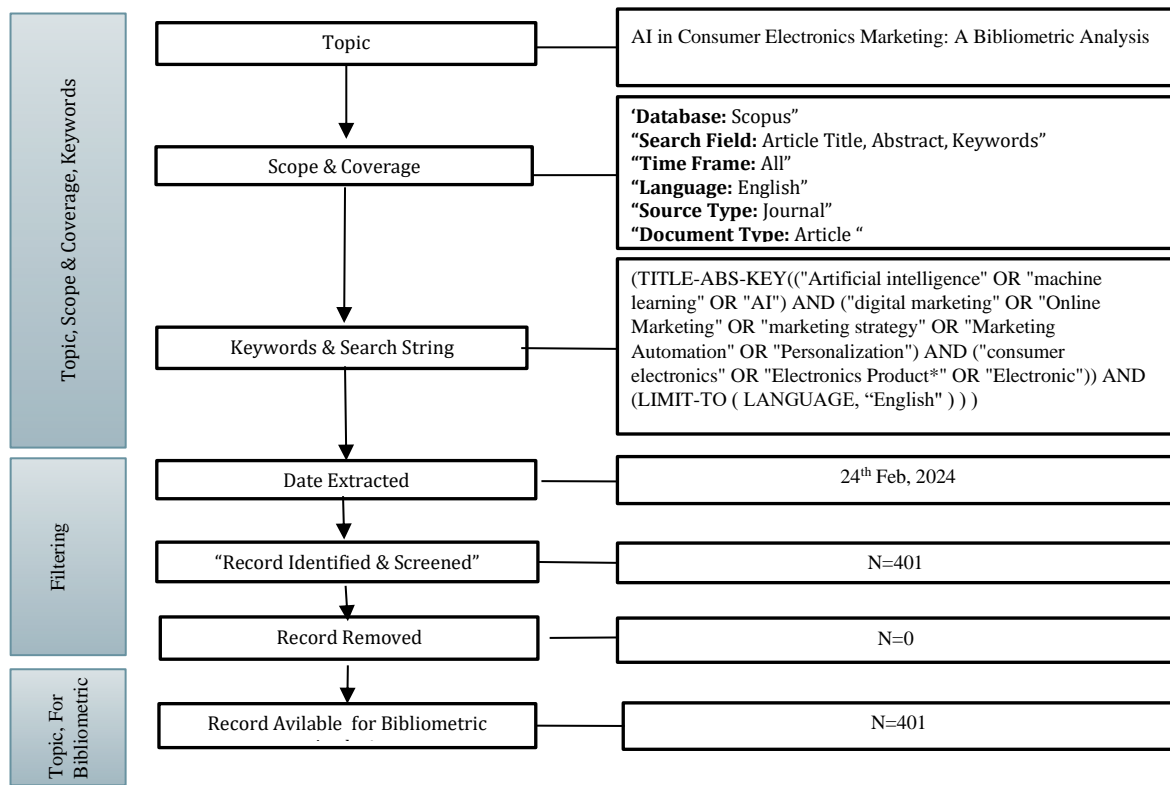 Topic, Scope & Coverage, Keywords
Topic
AI in Consumer Electronics Marketing: A Bibliometric Analysis
Scope & Coverage
‘Database: Scopus”
“Search Field: Article Title, Abstract, Keywords”
“Time Frame: All”
“Language: English”
“Source Type: Journal”
“Document Type: Article “
Keywords & Search String
(TITLE-ABS-KEY(("Artificial intelligence" OR "machine
learning" OR "AI") AND ("digital marketing" OR "Online
Marketing" OR "marketing strategy" OR "Marketing
Automation" OR "Personalization") AND ("consumer
electronics" OR "Electronics Product*" OR "Electronic")) AND
(LIMIT-TO ( LANGUAGE, “English" ) ) )
Filtering
Date Extracted
24th Feb, 2024
“Record Identified & Screened”
N=401
Record Removed
N=0
Topic, For
Bibliometric
Record Avilable for Bibliometric
N=401